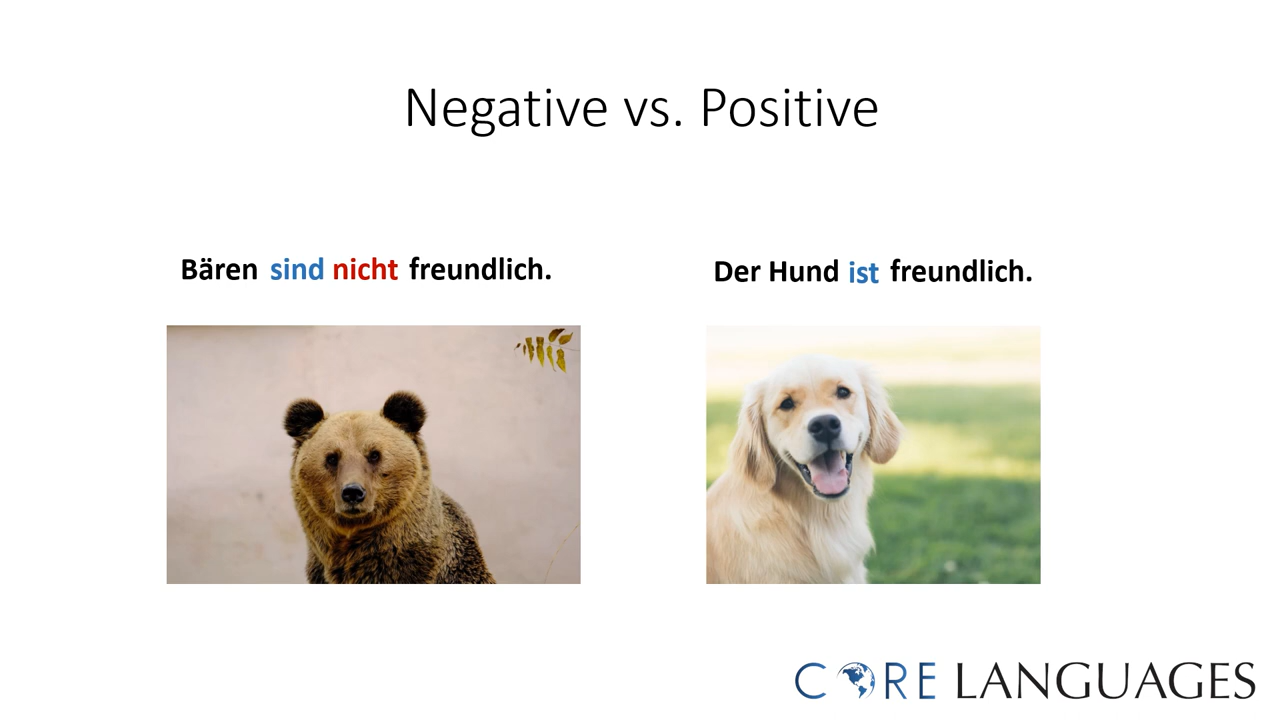 Negative vs. Positive
Bären sind nicht freundlich.
Der Hund ist freundlich.
CORE LANGUAGES